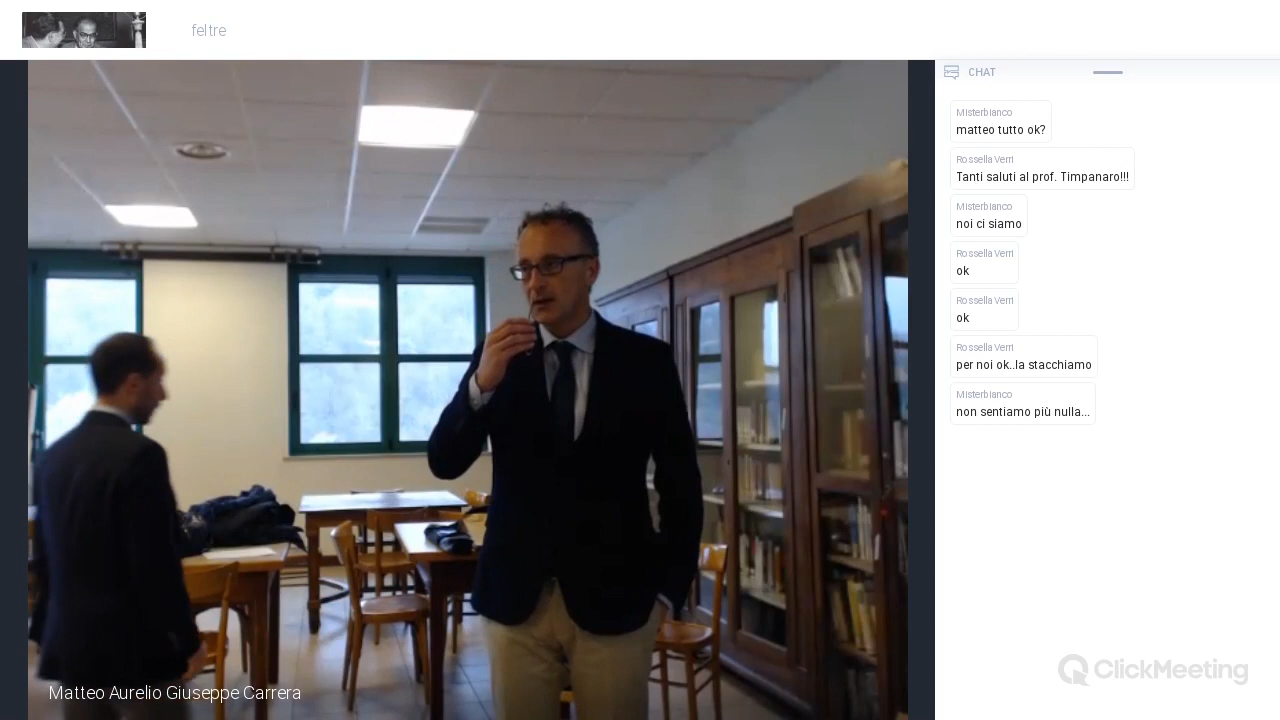 feltre
CHAT
Misterbianco
matteo tutto ok?
Rossella Verri
Tanti saluti al prof. Timpanaro!!!
Misterbianco
noi ci siamo
Rossella Verri
ok
Rossella Verri
ok
Rossella Verri
per noi ok..la stacchiamo
Misterbianco
non sentiamo più nulla...
Matteo Aurelio Giuseppe Carrera
ClickMeeting